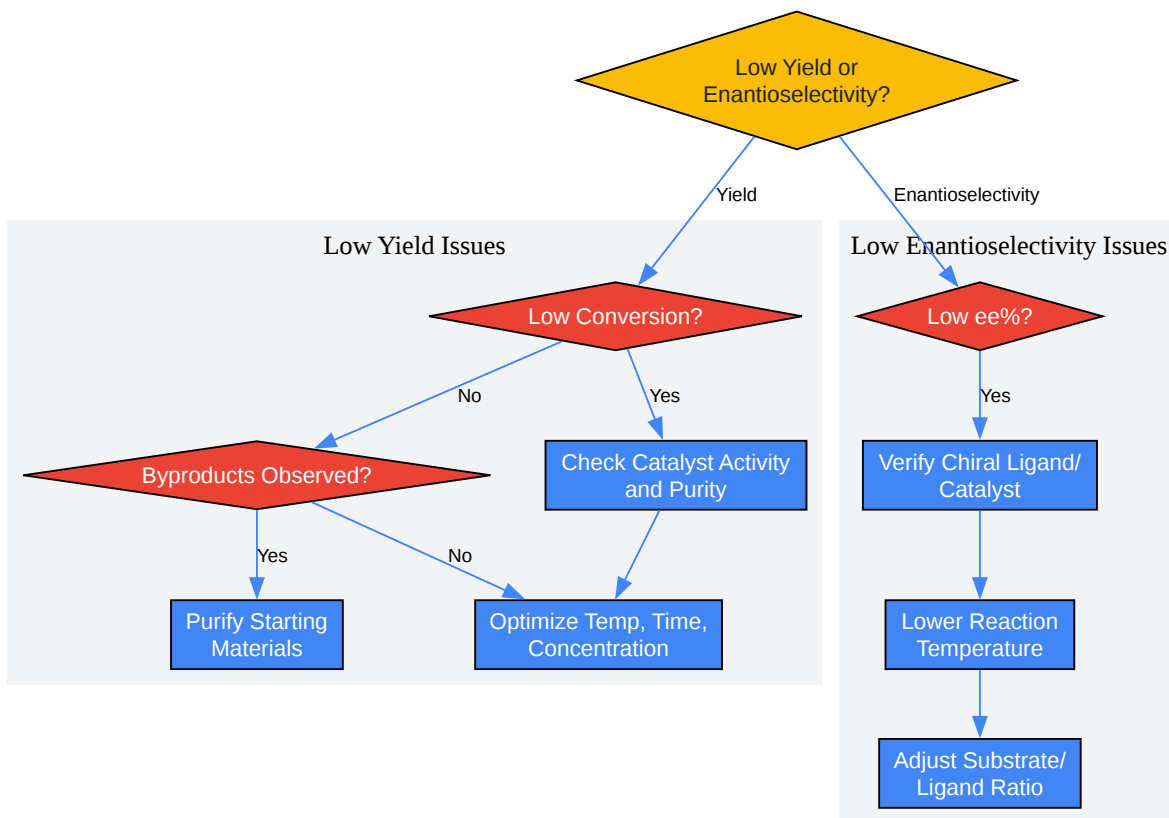 Low Yield or
Enantioselectivity?
Yield
Enantioselectivity
Low Yield Issues
Low Enantioselectivity Issues
Low Conversion?
Low ee%?
No
Yes
Yes
Byproducts Observed?
Check Catalyst Activity
and Purity
Verify Chiral Ligand/
Catalyst
Yes
No
Purify Starting
Materials
Optimize Temp, Time,
Concentration
Lower Reaction
Temperature
Adjust Substrate/
Ligand Ratio